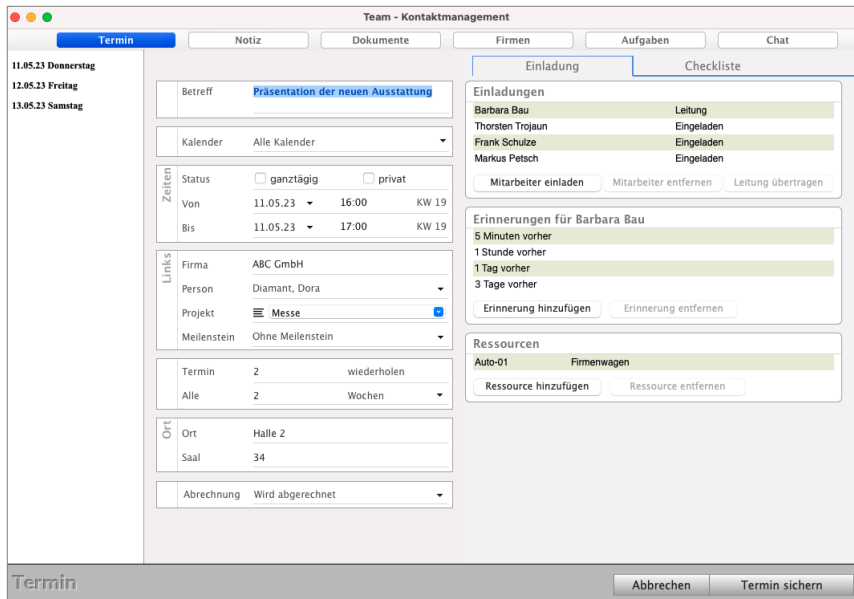 Team - Kontaktmanagement
Termin Notiz Dokumente Firmen Aufgaben Chat
11.05.23 Donnerstag
12.05.23 Freitag
13.05.23 Samstag
Betreff Präsentation der neuen Ausstattung
Kalender Alle Kalender
Zeiten
Status ganztägig privat
Von 11.05.23 16:00 KW 19
Bis 11.05.23 17:00 KW 19
Links
Firma ABC GmbH
Person Diamant, Dora
Projekt Messe
Meilenstein Ohne Meilenstein
Termin 2 wiederholen
Alle 2 Wochen
Ort
Ort Halle 2
Saal 34
Abrechnung Wird abgerechnet
Einladung Checkliste
Einladungen
Barbara Bau Leitung
Thorsten Trojaun Eingeladen
Frank Schulze Eingeladen
Markus Petsch Eingeladen
Mitarbeiter einladen Mitarbeiter entfernen Leitung übertragen
Erinnerungen für Barbara Bau
5 Minuten vorher
1 Stunde vorher
1 Tag vorher
3 Tage vorher
Erinnerung hinzufügen Erinnerung entfernen
Ressourcen
Auto-01 Firmenwagen
Ressource hinzufügen Ressource entfernen
Termin Abbrechen Termin sichern